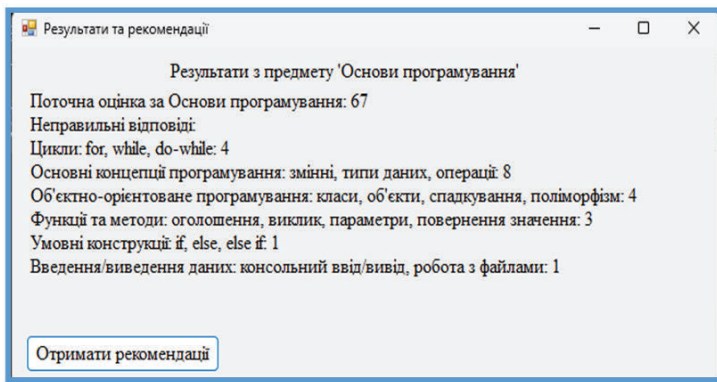 Результати та рекомендації
Результати з предмету 'Основи програмування'
Поточна оцінка за Основи програмування: 67
Неправильні відповіді:
Цикли: for, while, do-while: 4
Основні концепції програмування: змінні, типи даних, операції: 8
Об'єктно-орієнтоване програмування: класи, об'єкти, спадкування, поліморфізм: 4
Функції та методи: оголошення, виклик, параметри, повернення значення: 3
Умовні конструкції: if, else, else if: 1
Введення/виведення даних: консольний ввід/вивід, робота з файлами: 1
Отримати рекомендації